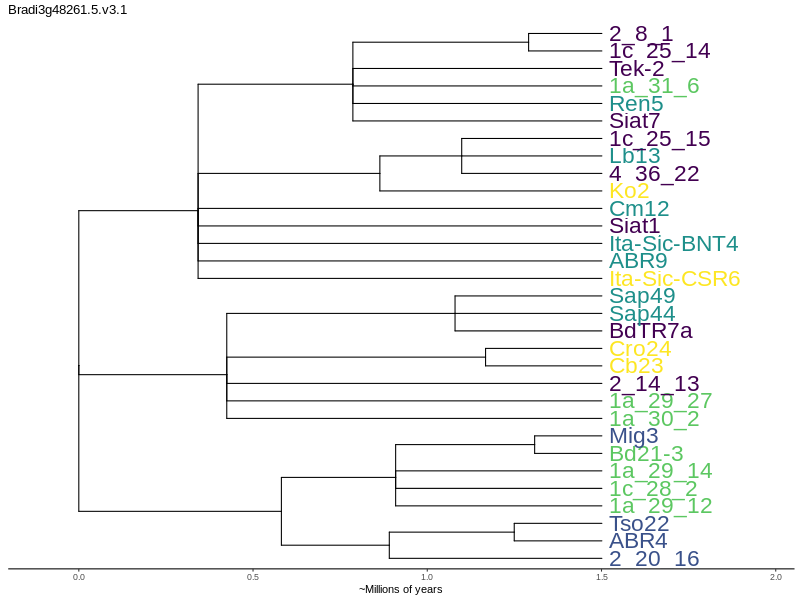 Bradi3g48261.5.v3.1
2_8_1
1c_25_14
Tek-2
1a_31_6
Ren5
Siat7
1c_25_15
Lb13
4_36_22
Ko2
Cm12
Siat1
Ita-Sic-BNT4
ABR9
Ita-Sic-CSR6
Sap49
Sap44
BdTR7a
Cro24
Cb23
2_14_13
1a_29_27
1a_30_2
Mig3
Bd21-3
1a_29_14
1c_28_2
1a_29_12
Tso22
ABR4
2_20_16
0.0 0.5 1.0 1.5 2.0
~Millions of years